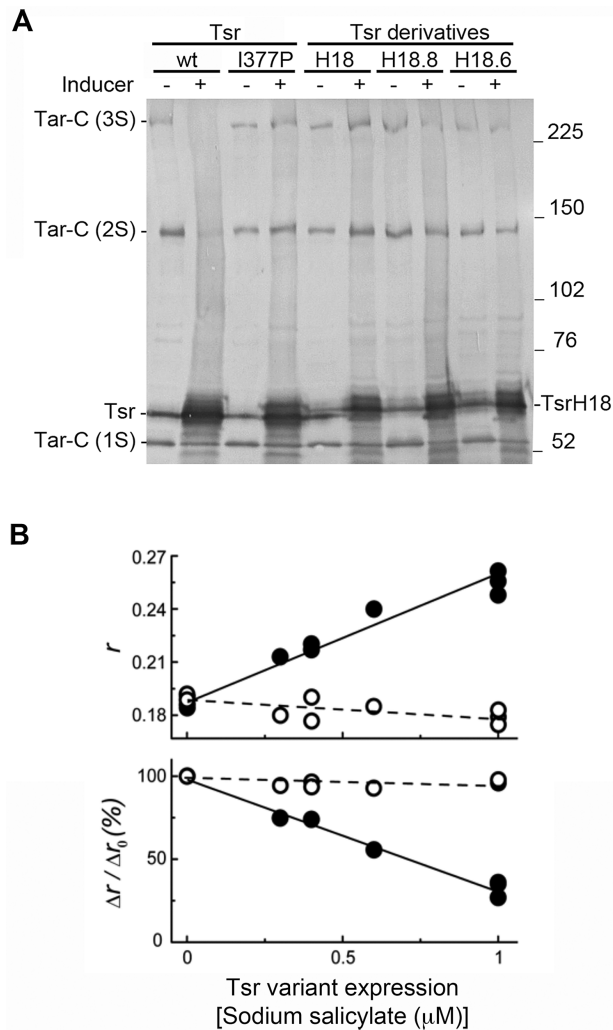 A
Tsr Tsr derivatives
wt I377P H18 H18.8 H18.6
Inducer - + - + - + - + - +
Tar-C (3S)
225
150
Tar-C (2S)
102
76
Tsr
TsrH18
Tar-C (1S)
52
B
0.27
0.24
r
0.21
0.18
100
Δr / Δr0 (%)
50
0
0 0.5 1
Tsr variant expression
[Sodium salicylate (μM)]